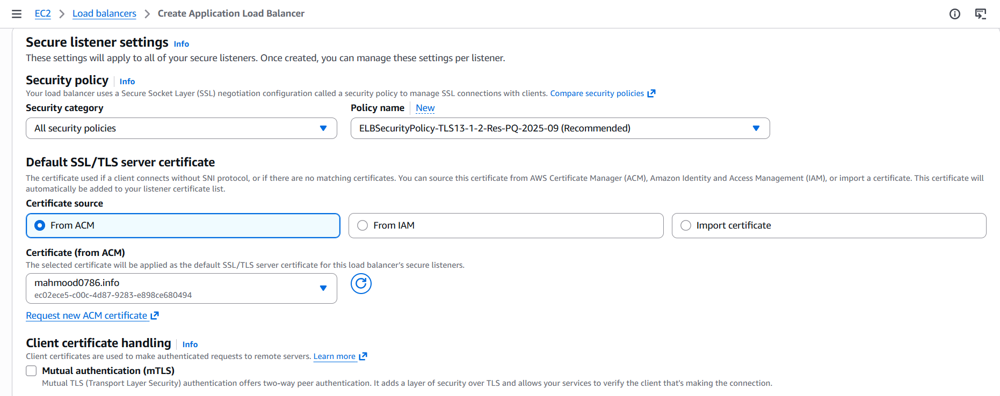 EC2 > Load balancers > Create Application Load Balancer
Secure listener settings Info
These settings will apply to all of your secure listeners. Once created, you can manage these settings per listener.
Security policy Info
Your load balancer uses a Secure Socket Layer (SSL) negotiation configuration called a security policy to manage SSL connections with clients. Compare security policies
Security category Policy name New
All security policies ELBSecurityPolicy-TLS13-1-2-Res-PQ-2025-09 (Recommended)
Default SSL/TLS server certificate
The certificate used if a client connects without SNI protocol, or if there are no matching certificates. You can source this certificate from AWS Certificate Manager (ACM), Amazon Identity and Access Management (IAM), or import a certificate. This certificate will
automatically be added to your listener certificate list.
Certificate source
From ACM From IAM Import certificate
Certificate (from ACM)
The selected certificate will be applied as the default SSL/TLS server certificate for this load balancer’s secure listeners.
mahmood0786.info
ec02ece5-c00c-4d87-9283-e898ce680494
Request new ACM certificate
Client certificate handling Info
Client certificates are used to make authenticated requests to remote servers. Learn more
Mutual authentication (mTLS)
Mutual TLS (Transport Layer Security) authentication offers two-way peer authentication. It adds a layer of security over TLS and allows your services to verify the client that's making the connection.